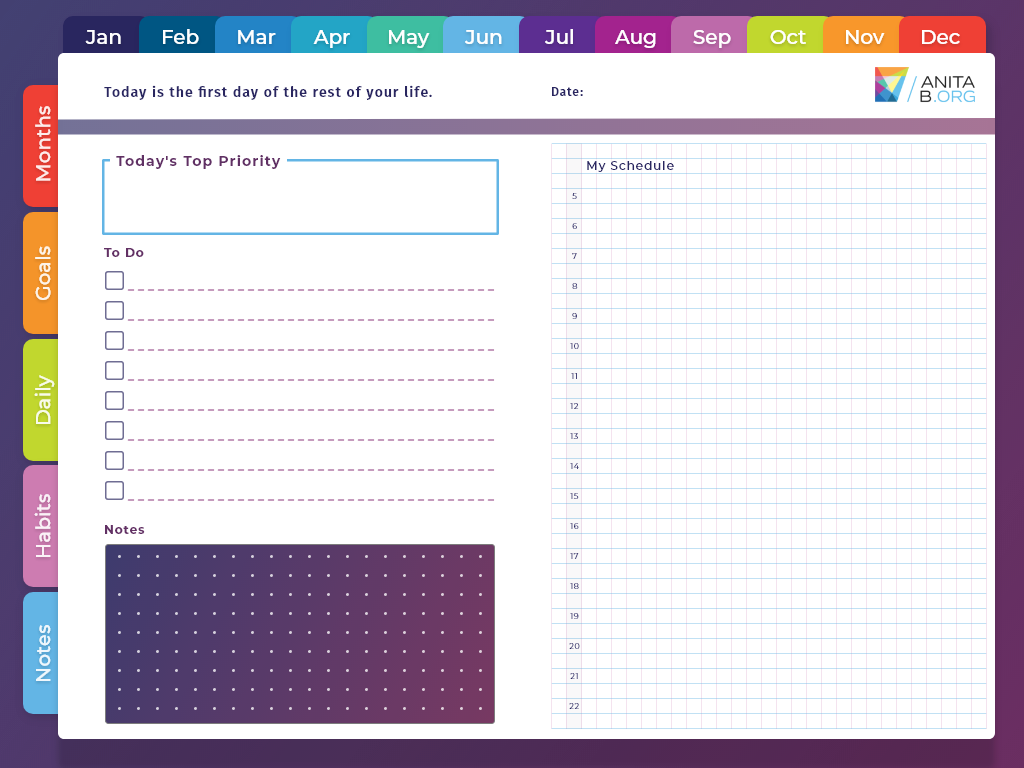 Jan Feb Mar Apr May Jun Jul Aug Sep Oct Nov Dec
Today is the first day of the rest of your life.
Date:
ANITA
B.ORG
Months
Goals
Daily
Habits
Notes
Today's Top Priority
To Do
Notes
My Schedule
5
6
7
8
9
10
11
12
13
14
15
16
17
18
19
20
21
22